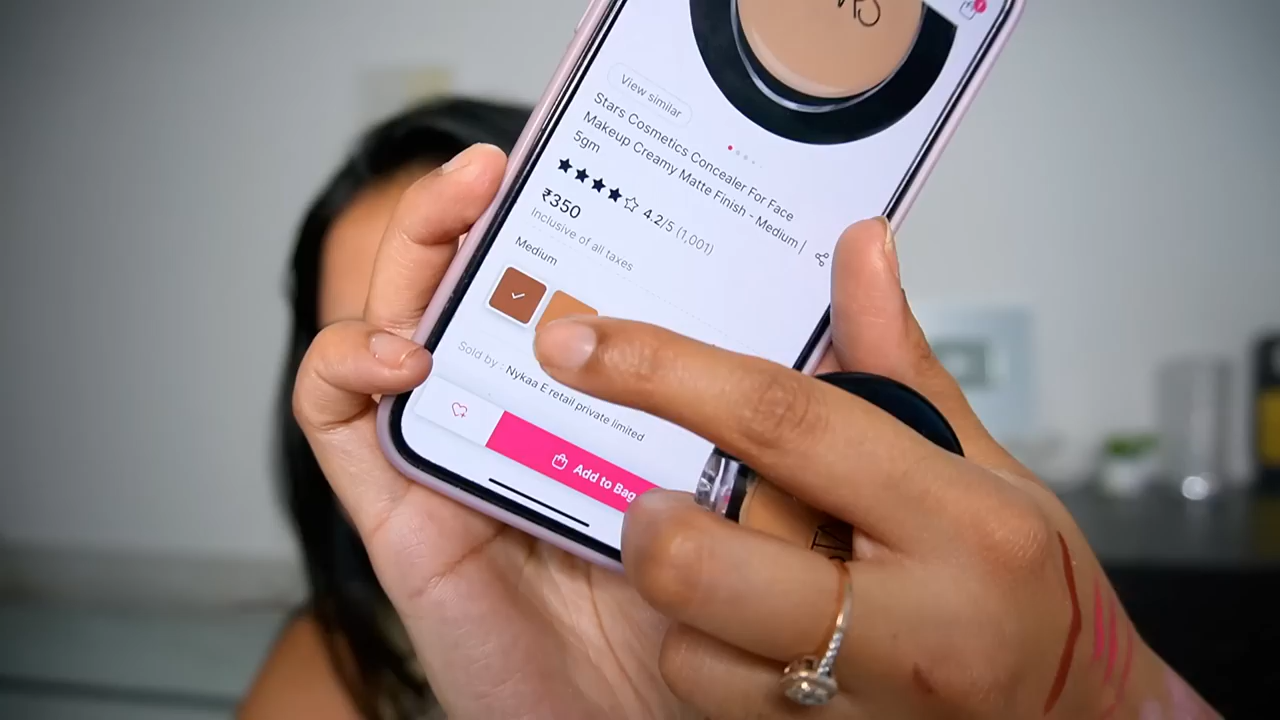 View similar
Stars Cosmetics Concealer For Face
Makeup Creamy Matte Finish - Medium |
5gm
4.2/5 (1,001)
₹350
Inclusive of all taxes
Medium
Sold by : Nykaa E retail private limited
Add to Bag